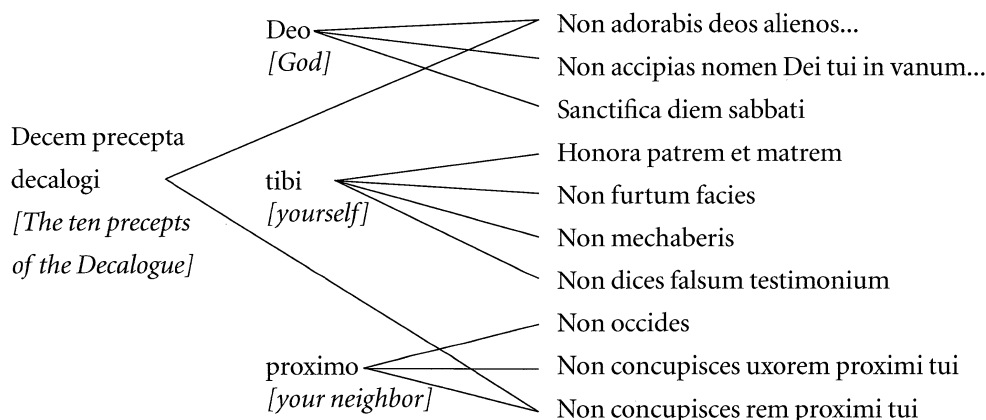 Decem precepta
decalogi
[The ten precepts
of the Decalogue]
Deo
[God]
tibi
[yourself]
proximo
[your neighbor]
Non adorabis deos alienos...
Non accipias nomen Dei tui in vanum...
Sanctifica diem sabbati
Honora patrem et matrem
Non furtum facies
Non mechaberis
Non dices falsum testimonium
Non occides
Non concupisces uxorem proximi tui
Non concupisces rem proximi tui